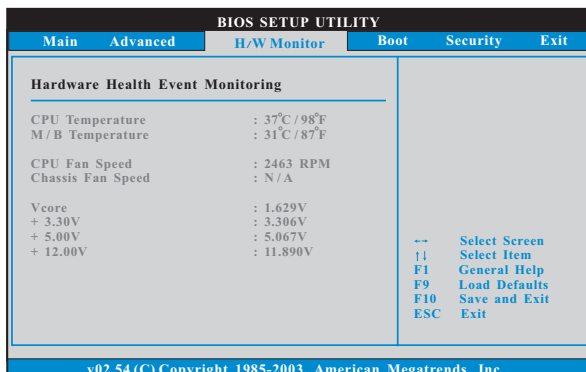 BIOS SETUP UTILITY
Main Advanced H/W Monitor Boot Security Exit
Hardware Health Event Monitoring
CPU Temperature : 37°C / 98°F
M / B Temperature : 31°C / 87°F
CPU Fan Speed : 2463 RPM
Chassis Fan Speed : N / A
Vcore : 1.629V
+ 3.30V : 3.306V
+ 5.00V : 5.067V
+ 12.00V : 11.890V
←→ Select Screen
↑↓ Select Item
F1 General Help
F9 Load Defaults
F10 Save and Exit
ESC Exit
v02.54 (C) Copyright 1985-2003, American Megatrends, Inc.